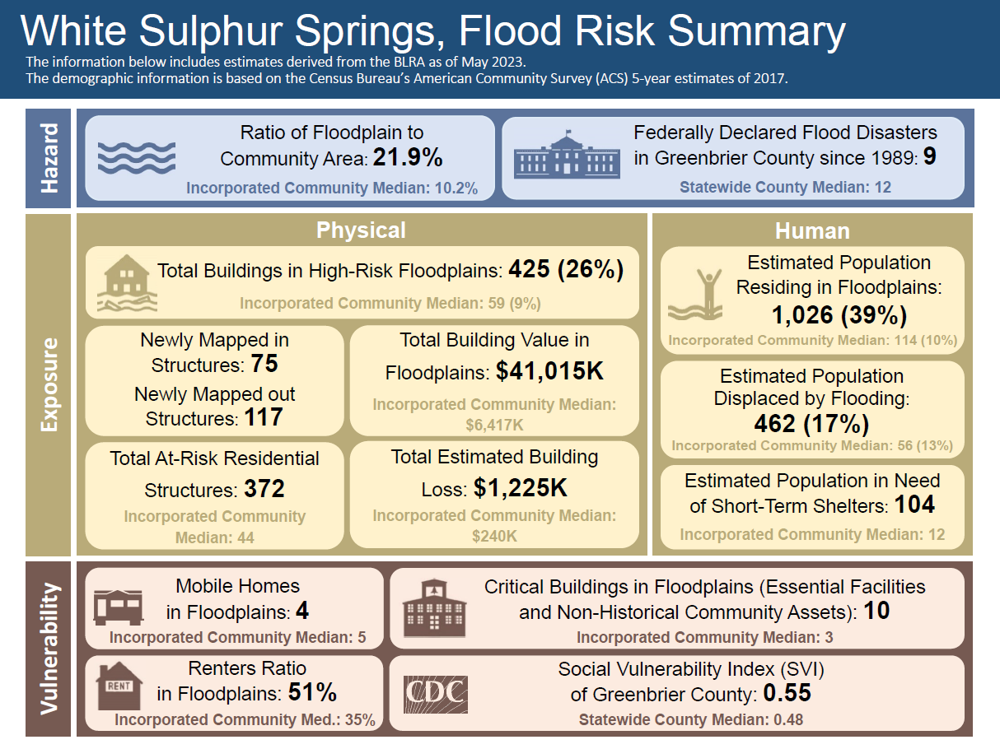 White Sulphur Springs, Flood Risk Summary
The information below includes estimates derived from the BLRA as of May 2023.
The demographic information is based on the Census Bureau's American Community Survey (ACS) 5-year estimates of 2017.
Hazard
Ratio of Floodplain to
Community Area: 21.9%
Incorporated Community Median: 10.2%
Federally Declared Flood Disasters
in Greenbrier County since 1989: 9
Statewide County Median: 12
Exposure
Physical
Total Buildings in High-Risk Floodplains: 425 (26%)
Incorporated Community Median: 59 (9%)
Newly Mapped in
Structures: 75
Newly Mapped out
Structures: 117
Total Building Value in
Floodplains: $41,015K
Incorporated Community Median:
$6,417K
Total At-Risk Residential
Structures: 372
Incorporated Community
Median: 44
Total Estimated Building
Loss: $1,225K
Incorporated Community Median:
$240K
Human
Estimated Population
Residing in Floodplains:
1,026 (39%)
Incorporated Community Median: 114 (10%)
Estimated Population
Displaced by Flooding:
462 (17%)
Incorporated Community Median: 56 (13%)
Estimated Population in Need
of Short-Term Shelters: 104
Incorporated Community Median: 12
Vulnerability
Mobile Homes
in Floodplains: 4
Incorporated Community Median: 5
Critical Buildings in Floodplains (Essential Facilities
and Non-Historical Community Assets): 10
Incorporated Community Median: 3
RENT
Renters Ratio
in Floodplains: 51%
Incorporated Community Med.: 35%
CDC
Social Vulnerability Index (SVI)
of Greenbrier County: 0.55
Statewide County Median: 0.48